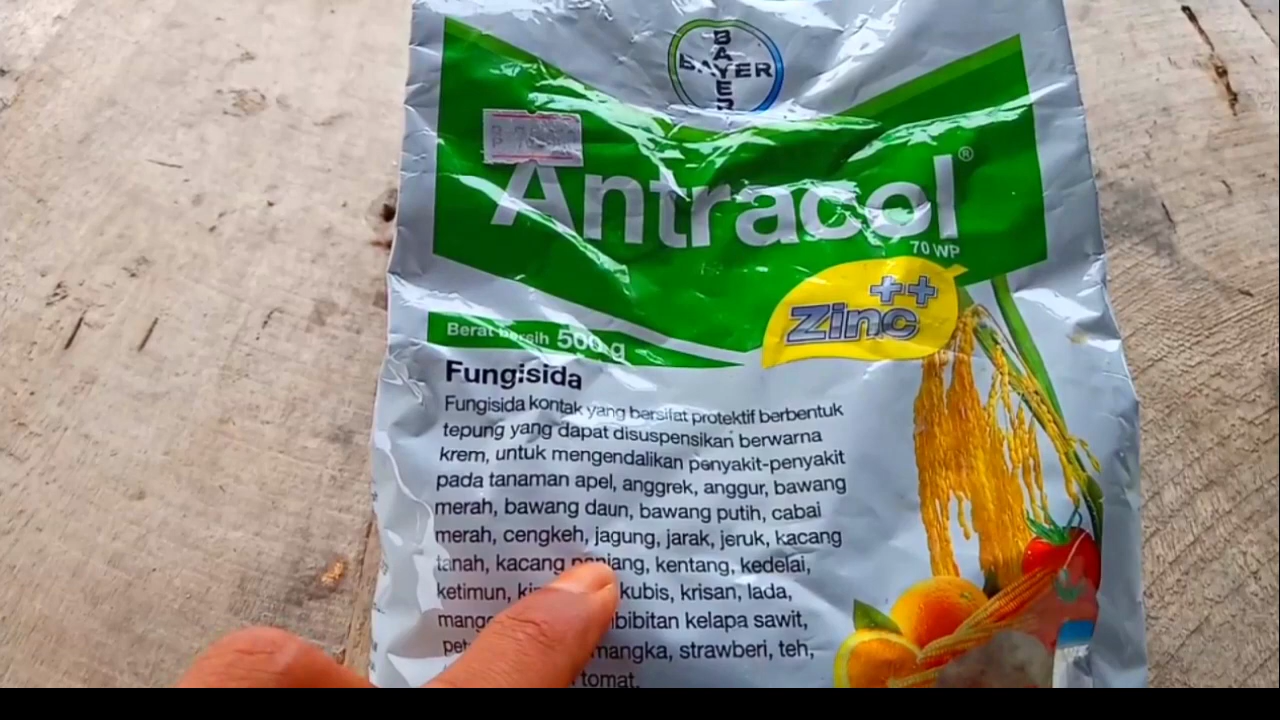 BAYER
BAYER
Antracol®
70 WP
Zinc++
Berat bersih 500 g
Fungisida
Fungisida kontak yang bersifat protektif berbentuk
tepung yang dapat disuspensikan berwarna
krem, untuk mengendalikan penyakit-penyakit
pada tanaman apel, anggrek, anggur, bawang
merah, bawang daun, bawang putih, cabai
merah, cengkeh, jagung, jarak, jeruk, kacang
tanah, kacang panjang, kentang, kedelai,
ketimun, kubis, krisan, lada,
kelapa sawit,
strawberi, teh,
tomat.